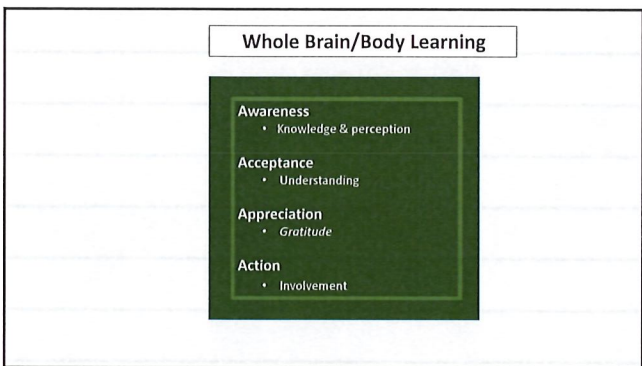 Whole Brain/Body Learning
Awareness
• Knowledge & perception
Acceptance
• Understanding
Appreciation
• Gratitude
Action
• Involvement